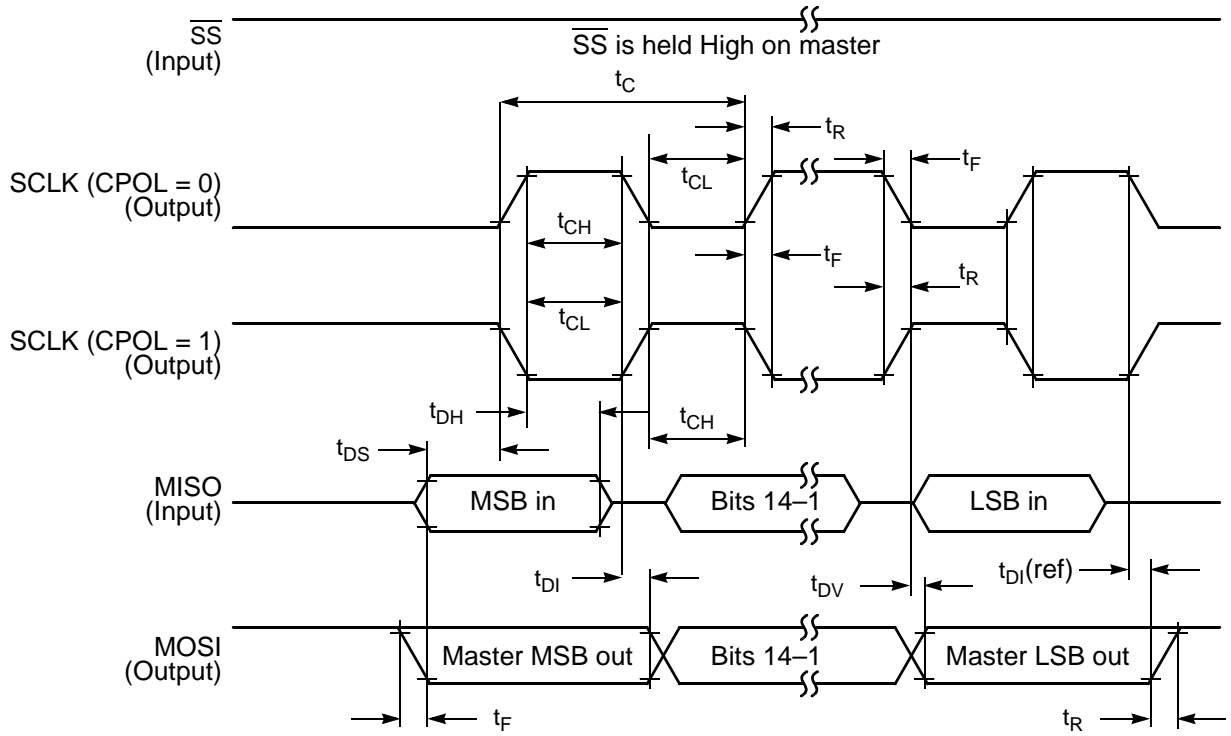 SS
(Input)
SS is held High on master
tC
tR
tCL
tF
SCLK (CPOL = 0)
(Output)
tCH
tF
tR
tCL
SCLK (CPOL = 1)
(Output)
tDH
tCH
tDS
MISO
(Input)
MSB in
Bits 14–1
LSB in
tDI
tDV
tDI(ref)
MOSI
(Output)
Master MSB out
Bits 14–1
Master LSB out
tF
tR